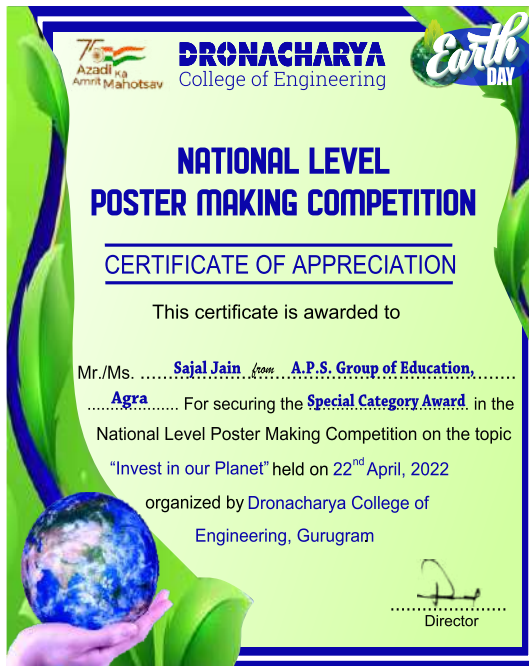 75
Azadi Ka
Amrit Mahotsav
DRONACHARYA
College of Engineering
Earth
DAY
NATIONAL LEVEL
POSTER MAKING COMPETITION
CERTIFICATE OF APPRECIATION
This certificate is awarded to
Mr./Ms. ... Sajal Jain from A.P.S. Group of Education, ......
Agra ...... For securing the Special Category Award in the
National Level Poster Making Competition on the topic
“Invest in our Planet” held on 22nd April, 2022
organized by Dronacharya College of
Engineering, Gurugram.
Director